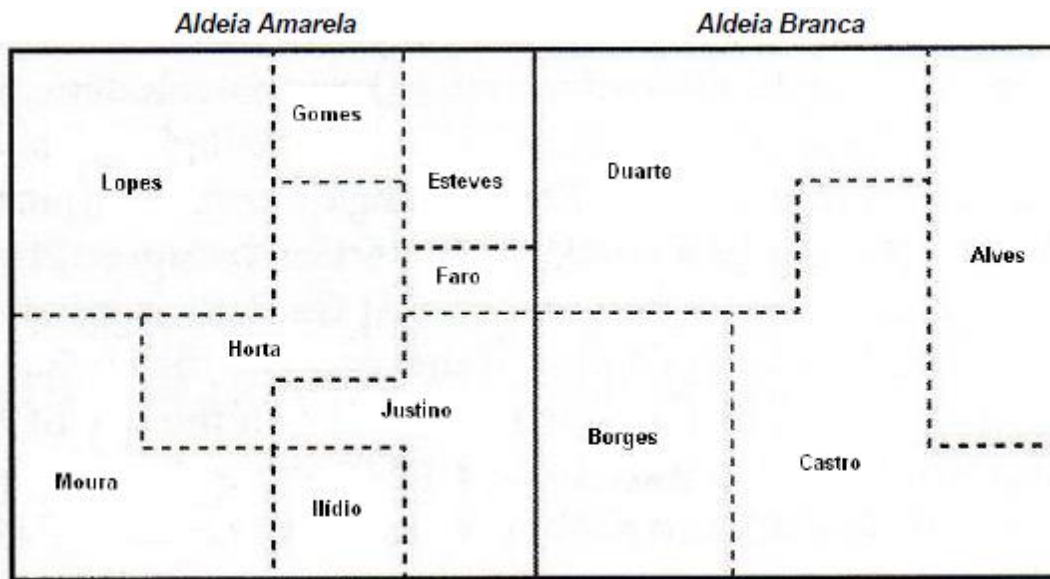 Aldeia Amarela
Aldeia Branca
Gomes
Lopes
Esteves
Duarte
Alves
Faro
Horta
Justino
Borges
Castro
Moura
Ilídio